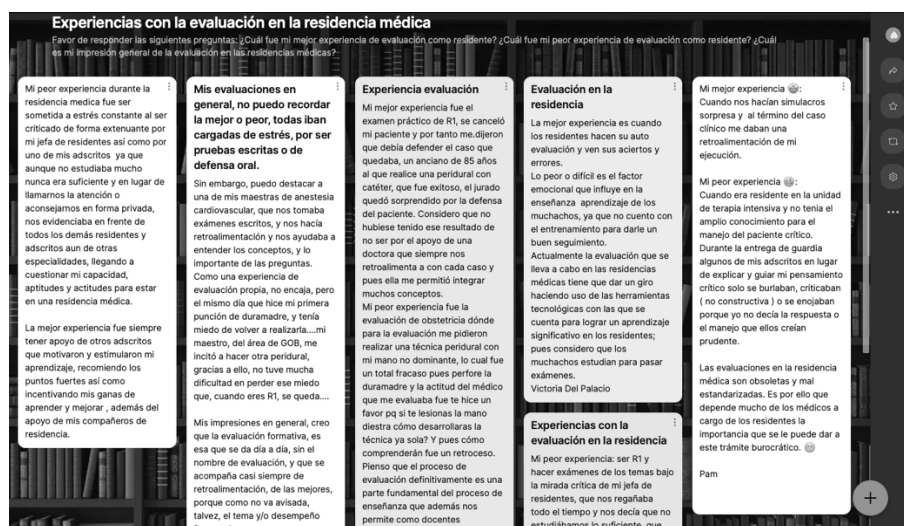 Experiencias con la evaluación en la residencia médica
Favor de responder las siguientes preguntas: ¿Cuál fue mi mejor experiencia de evaluación como residente? ¿Cuál fue mi peor experiencia de evaluación como residente? ¿Cuál
es mi impresión general de la evaluación en las residencias médicas?
Mi peor experiencia durante la
residencia medica fue ser
sometida a estrés constante al ser
criticado de forma extenuante por
mi jefa de residentes así como por
uno de mis adscritos ya que
aunque no estudiaba mucho
nunca era suficiente y en lugar de
llamarnos la atención o
aconsejarnos en forma privada,
nos evidenciaba en frente de
todos los demás residentes y
adscritos aun de otras
especialidades, llegando a
cuestionar mi capacidad,
aptitudes y actitudes para estar
en una residencia médica.
La mejor experiencia fue siempre
tener apoyo de otros adscritos
que motivaron y estimularon mi
aprendizaje, recomiendo los
puntos fuertes así como
incentivando mis ganas de
aprender y mejorar , además del
apoyo de mis compañeros de
residencia.
Mis evaluaciones en
general, no puedo recordar
la mejor o peor, todas iban
cargadas de estrés, por ser
pruebas escritas o de
defensa oral.
Sin embargo, puedo destacar a
una de mis maestras de anestesia
cardiovascular, que nos tomaba
exámenes escritos, y nos hacía
retroalimentación y nos ayudaba a
entender los conceptos, y lo
importante de las preguntas.
Como una experiencia de
evaluación propia, no encaja, pero
el mismo día que hice mi primera
punción de duramadre, y tenía
miedo de volver a realizarla....mi
maestro, del área de GOB, me
incitó a hacer otra peridural,
gracias a ello, no tuve mucha
dificultad en perder ese miedo
que, cuando eres R1, se queda....
Mis impresiones en general, creo
que la evaluación formativa, es
esa que se da día a día, sin el
nombre de evaluación, y que se
acompaña casi siempre de
retroalimentación, de las mejores,
porque como no va avisada,
talvez, el tema y/o desempeño
Experiencia evaluación
Mi mejor experiencia fue el
examen práctico de R1, se canceló
mi paciente y por tanto me.dijeron
que debía defender el caso que
quedaba, un anciano de 85 años
al que realice una peridural con
catéter, que fue exitoso, el jurado
quedó sorprendido por la defensa
del paciente. Considero que no
hubiese tenido ese resultado de
no ser por el apoyo de una
doctora que siempre nos
retroalimenta a con cada caso y
pues ella me permitió integrar
muchos conceptos.
Mi peor experiencia fue la
evaluación de obstetricia dónde
para la evaluación me pidieron
realizar una técnica peridural con
mi mano no dominante, lo cual fue
un total fracaso pues perfore la
duramadre y la actitud del médico
que me evaluaba fue te hice un
favor pq si te lesionas la mano
diestra cómo desarrollaras la
técnica ya sola? Y pues cómo
comprenderán fue un retroceso.
Pienso que el proceso de
evaluación definitivamente es una
parte fundamental del proceso de
enseñanza que además nos
permite como docentes
Evaluación en la
residencia
La mejor experiencia es cuando
los residentes hacen su auto
evaluación y ven sus aciertos y
errores.
Lo peor o difícil es el factor
emocional que influye en la
enseñanza aprendizaje de los
muchachos, ya que no cuento con
el entrenamiento para darle un
buen seguimiento.
Actualmente la evaluación que se
lleva a cabo en las residencias
médicas tiene que dar un giro
haciendo uso de las herramientas
tecnológicas con las que se
cuenta para lograr un aprendizaje
significativo en los residentes;
pues considero que los
muchachos estudian para pasar
exámenes.
Victoria Del Palacio
Experiencias con la
evaluación en la residencia
Mi peor experiencia: ser R1 y
hacer exámenes de los temas bajo
la mirada crítica de mi jefa de
residentes, que nos regañaba
todo el tiempo y nos decía que no
estudiábamos lo suficiente, que
Mi mejor experiencia :
Cuando nos hacían simulacros
sorpresa y al término del caso
clínico me daban una
retroalimentación de mi
ejecución.
Mi peor experiencia :
Cuando era residente en la unidad
de terapia intensiva y no tenia el
amplio conocimiento para el
manejo del paciente crítico.
Durante la entrega de guardia
algunos de mis adscritos en lugar
de explicar y guiar mi pensamiento
crítico solo se burlaban, criticaban
( no constructiva ) o se enojaban
porque yo no decía la respuesta o
el manejo que ellos creían
prudente.
Las evaluaciones en la residencia
médica son obsoletas y mal
estandarizadas. Es por ello que
depende mucho de los médicos a
cargo de los residentes la
importancia que se le puede dar a
este trámite burocrático.
Pam